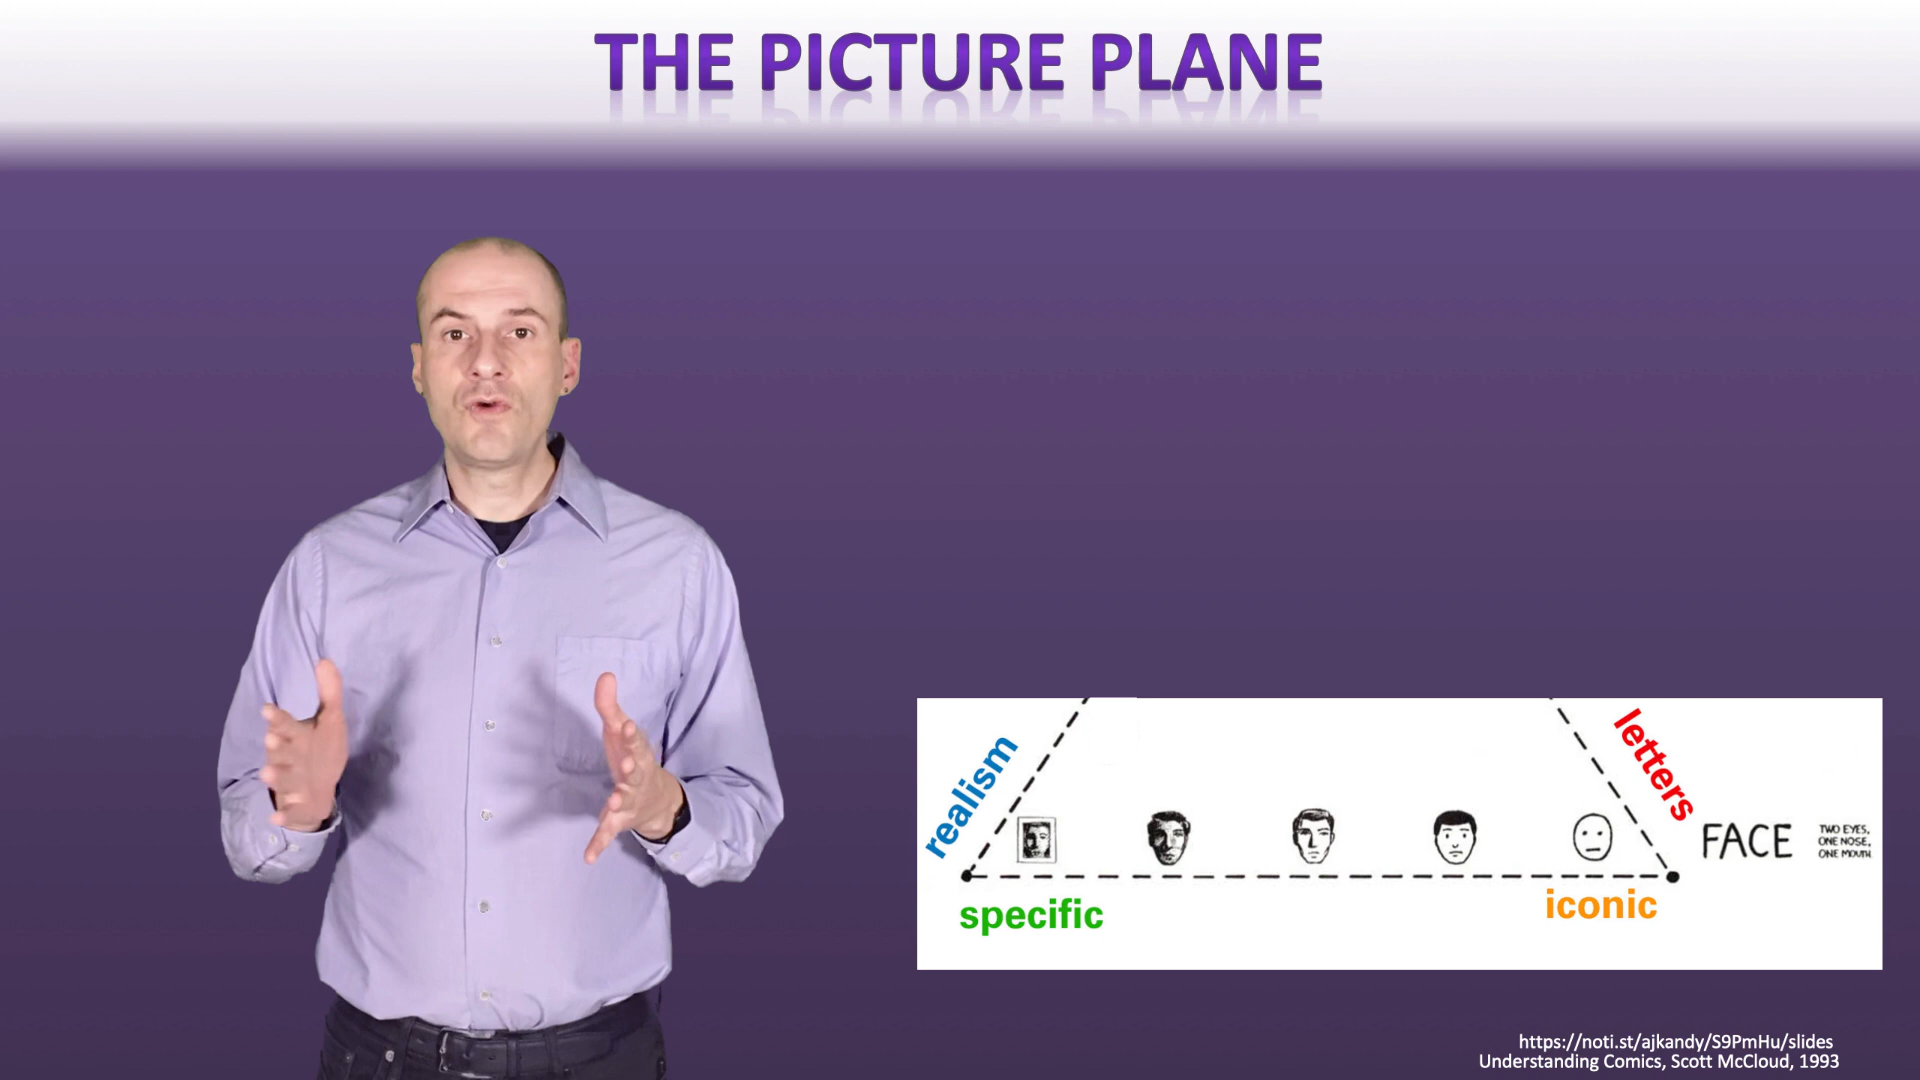 THE PICTURE PLANE
realism
letters
FACE
TWO EYES,
ONE NOSE,
ONE MOUTH
specific
iconic
https://noti.st/ajkandy/S9PmHu/slides
Understanding Comics, Scott McCloud, 1993